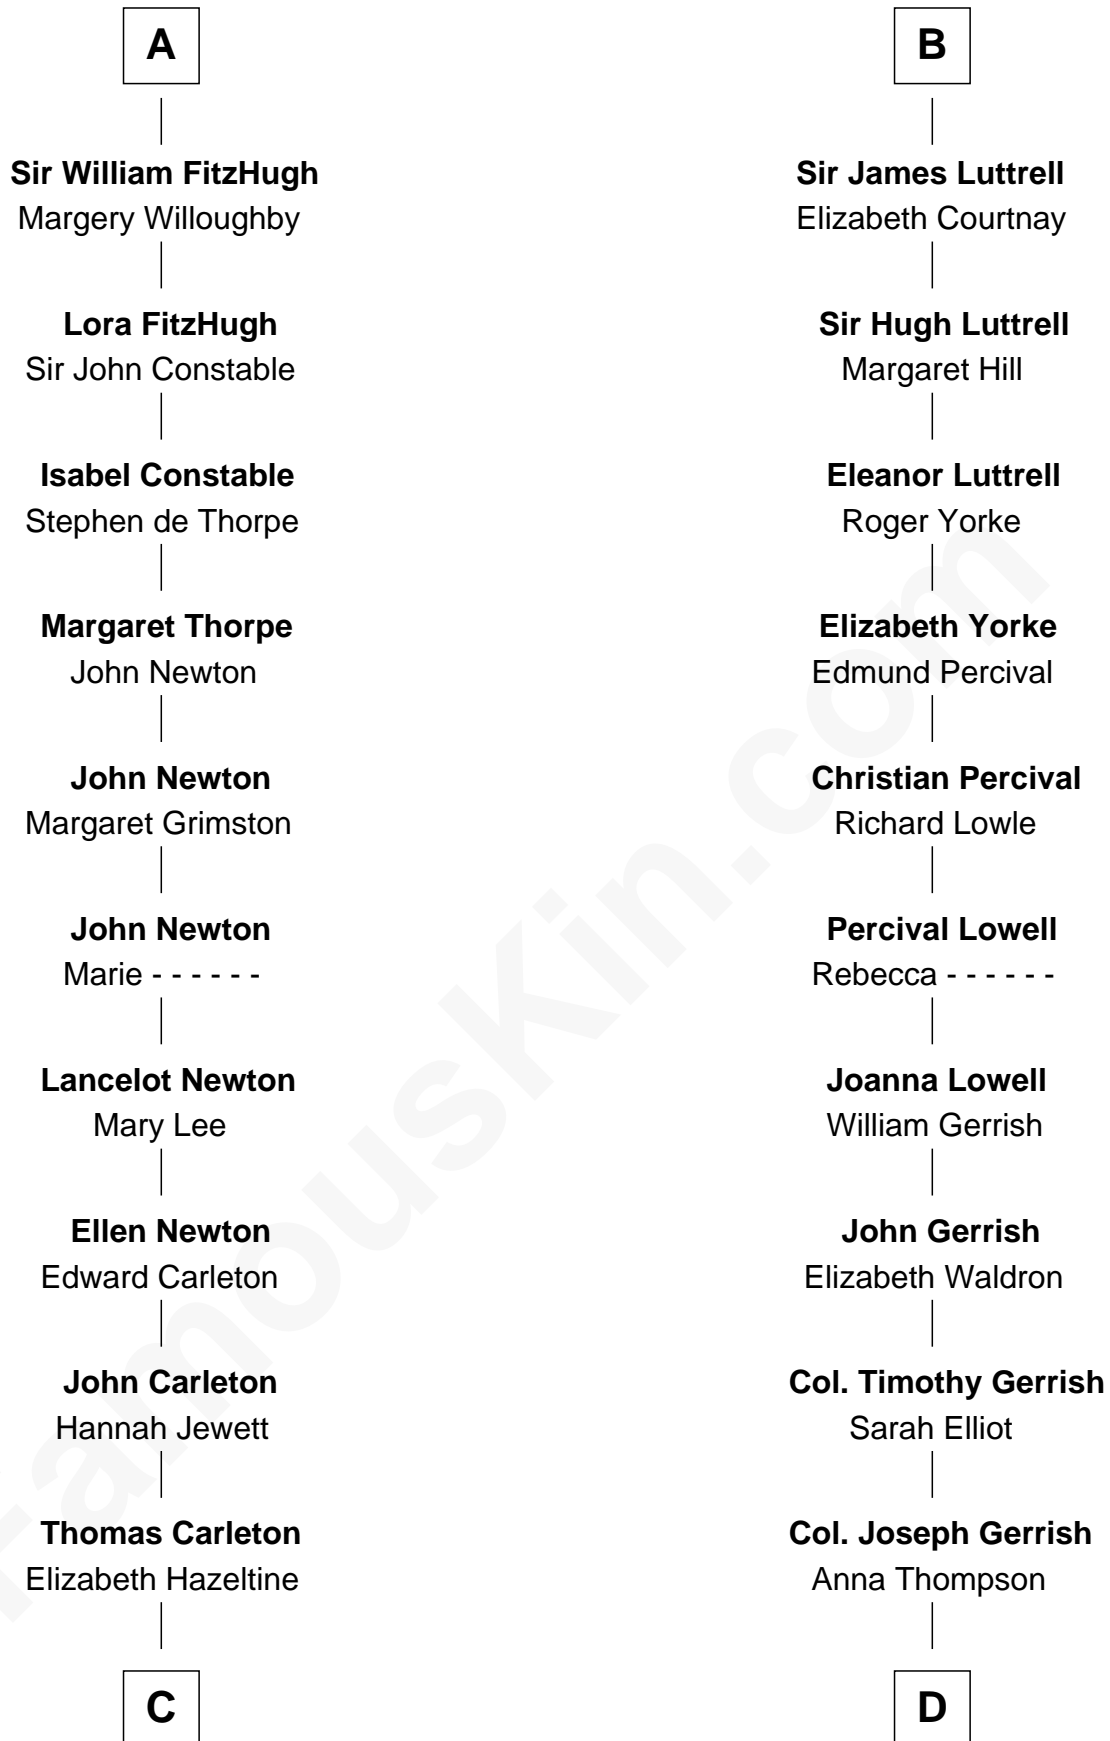 A
Sir William FitzHugh
Margery Willoughby
Lora FitzHugh
Sir John Constable
Isabel Constable
Stephen de Thorpe
Margaret Thorpe
John Newton
John Newton
Margaret Grimston
John Newton
Marie - - - - - -
Lancelot Newton
Mary Lee
Ellen Newton
Edward Carleton
John Carleton
Hannah Jewett
Thomas Carleton
Elizabeth Hazeltine
C
B
Sir James Luttrell
Elizabeth Courtnay
Sir Hugh Luttrell
Margaret Hill
Eleanor Luttrell
Roger Yorke
Elizabeth Yorke
Edmund Percival
Christian Percival
Richard Lowle
Percival Lowell
Rebecca - - - - - -
Joanna Lowell
William Gerrish
John Gerrish
Elizabeth Waldron
Col. Timothy Gerrish
Sarah Elliot
Col. Joseph Gerrish
Anna Thompson
D
FamousKin.com